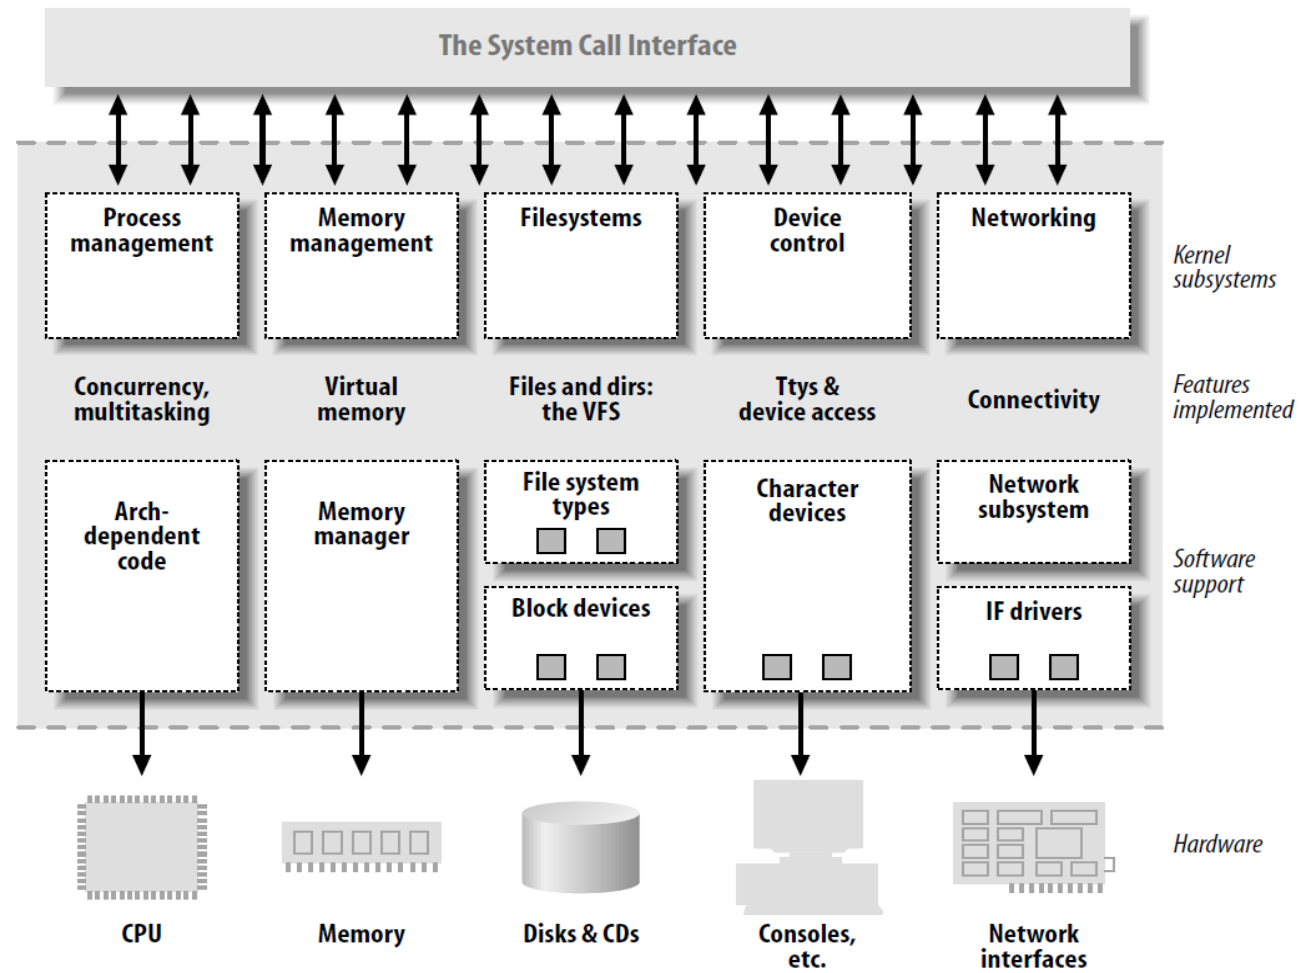 The System Call Interface
Process
management
Memory
management
Filesystems
Device
control
Networking
Kernel
subsystems
Concurrency,
multitasking
Virtual
memory
Files and dirs:
the VFS
Ttys &
device access
Connectivity
Features
implemented
Arch-
dependent
code
Memory
manager
File system
types
Block devices
Character
devices
Network
subsystem
IF drivers
Software
support
CPU
Memory
Disks & CDs
Consoles,
etc.
Network
interfaces
Hardware